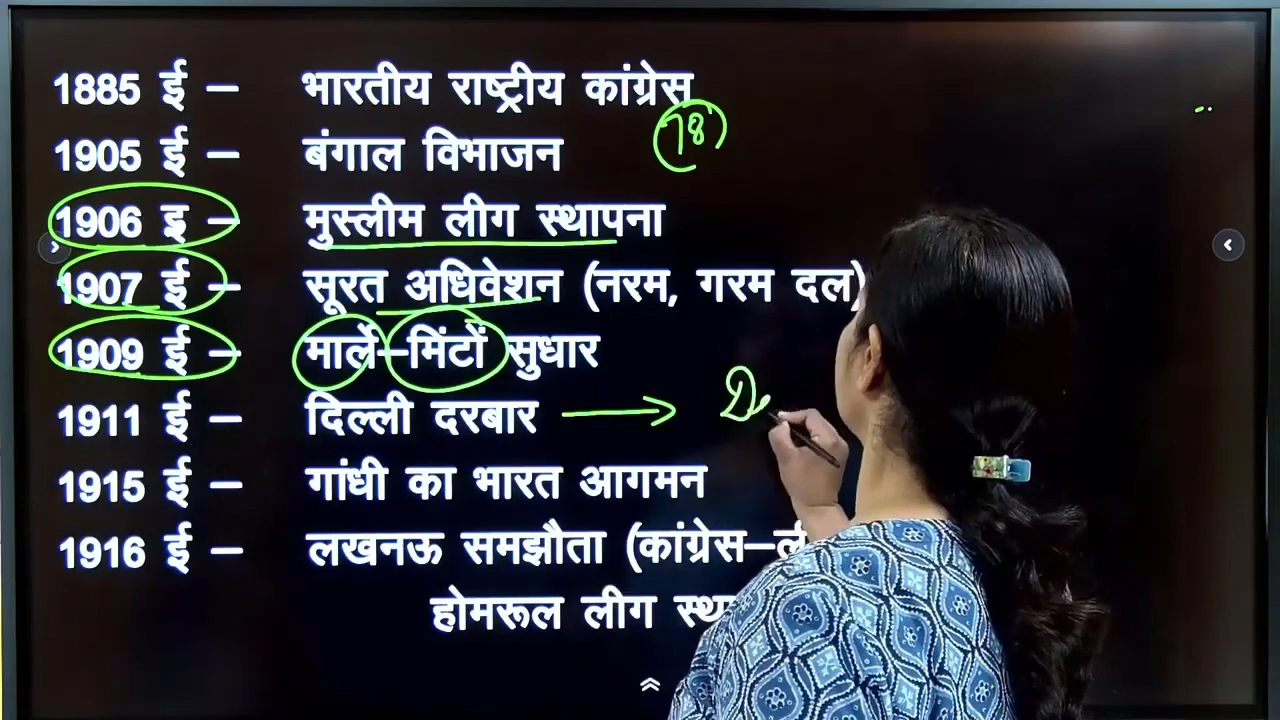 1885 ई – भारतीय राष्ट्रीय कांग्रेस
78
1905 ई – बंगाल विभाजन
1906 इ – मुस्लीम लीग स्थापना
1907 ई – सूरत अधिवेशन (नरम, गरम दल)
1909 ई – मार्ले–मिंटों सुधार
1911 ई – दिल्ली दरबार →
1915 ई – गांधी का भारत आगमन
1916 ई – लखनऊ समझौता (कांग्रेस–
होमरूल लीग